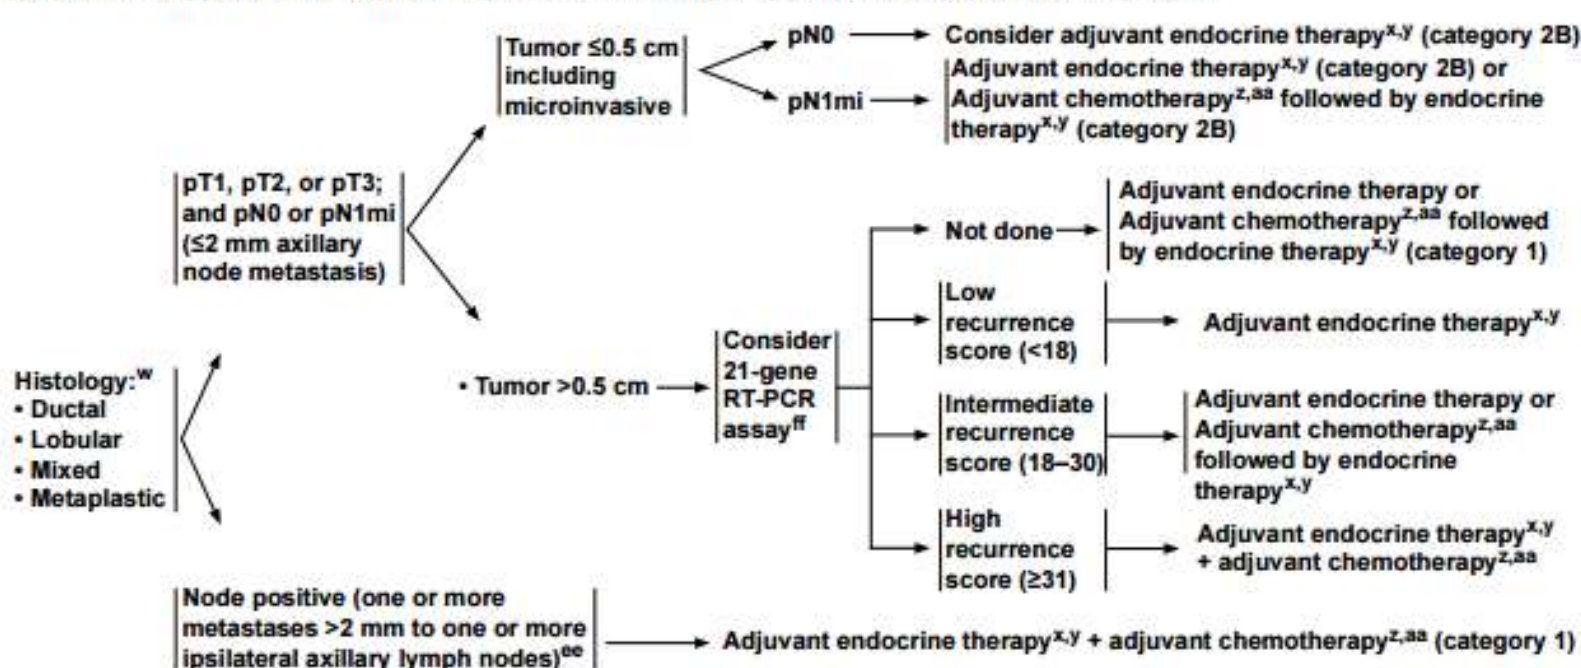 Tumor ≤0.5 cm
including
microinvasive
pN0
Consider adjuvant endocrine therapyx,y (category 2B)
pN1mi
Adjuvant endocrine therapyx,y (category 2B) or
Adjuvant chemotherapyz,aa followed by endocrine
therapyx,y (category 2B)
pT1, pT2, or pT3;
and pN0 or pN1mi
(≤2 mm axillary
node metastasis)
Histology:w
• Ductal
• Lobular
• Mixed
• Metaplastic
• Tumor >0.5 cm
Consider
21-gene
RT-PCR
assayff
Not done
Adjuvant endocrine therapy or
Adjuvant chemotherapyz,aa followed
by endocrine therapyx,y (category 1)
Low
recurrence
score (<18)
Adjuvant endocrine therapyx,y
Intermediate
recurrence
score (18–30)
Adjuvant endocrine therapy or
Adjuvant chemotherapyz,aa
followed by endocrine
therapyx,y
High
recurrence
score (≥31)
Adjuvant endocrine therapyx,y
+ adjuvant chemotherapyz,aa
Node positive (one or more
metastases >2 mm to one or more
ipsilateral axillary lymph nodes)ee
Adjuvant endocrine therapyx,y + adjuvant chemotherapyz,aa (category 1)